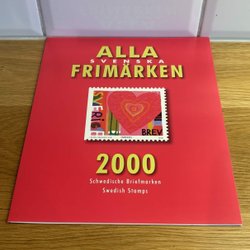 ALLA
SVENSKA
FRIMÄRKEN
SVERIGE
BREV
2000
Schwedische Briefmarken
Swedish Stamps